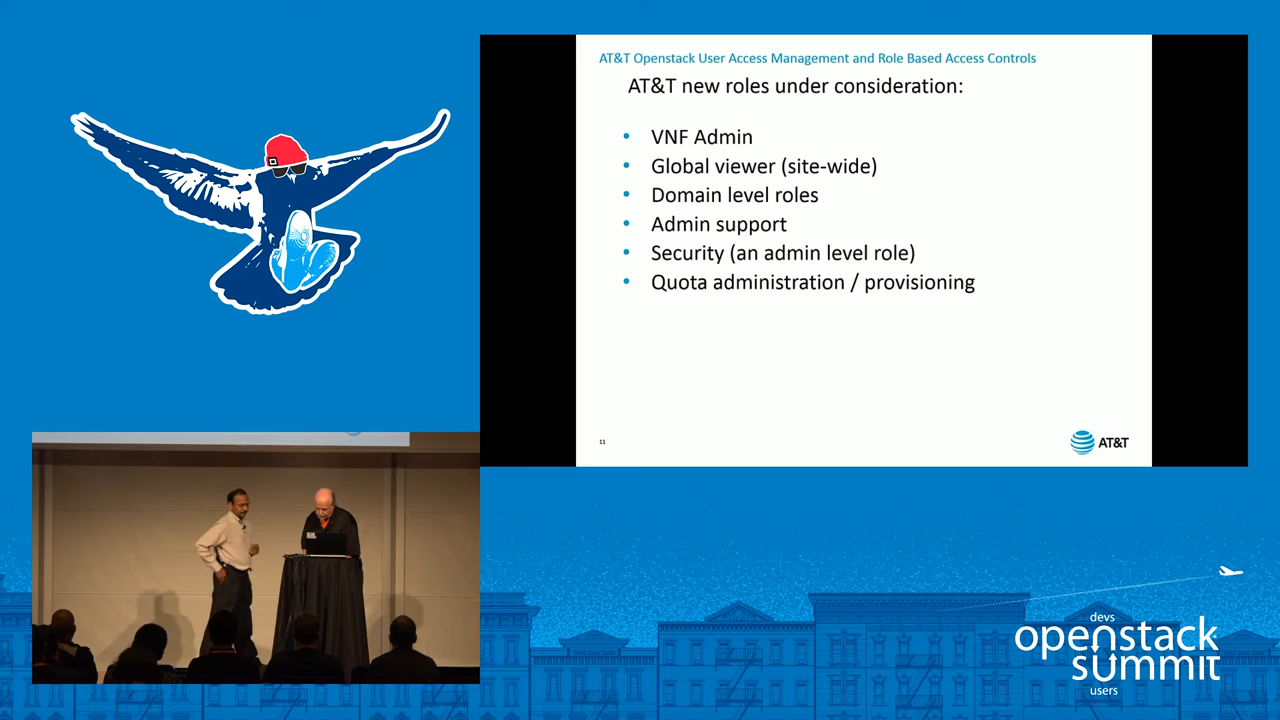 AT&T Openstack User Access Management and Role Based Access Controls
AT&T new roles under consideration:
• VNF Admin
• Global viewer (site-wide)
• Domain level roles
• Admin support
• Security (an admin level role)
• Quota administration / provisioning
11
AT&T
devs
openstack
summit
users